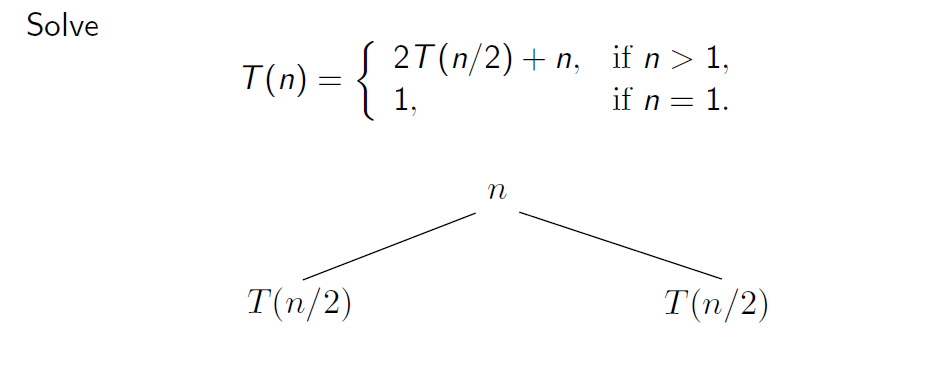 Solve
T(n) = { 2T(n/2) + n, if n > 1,
1, if n = 1.
n
T(n/2) T(n/2)